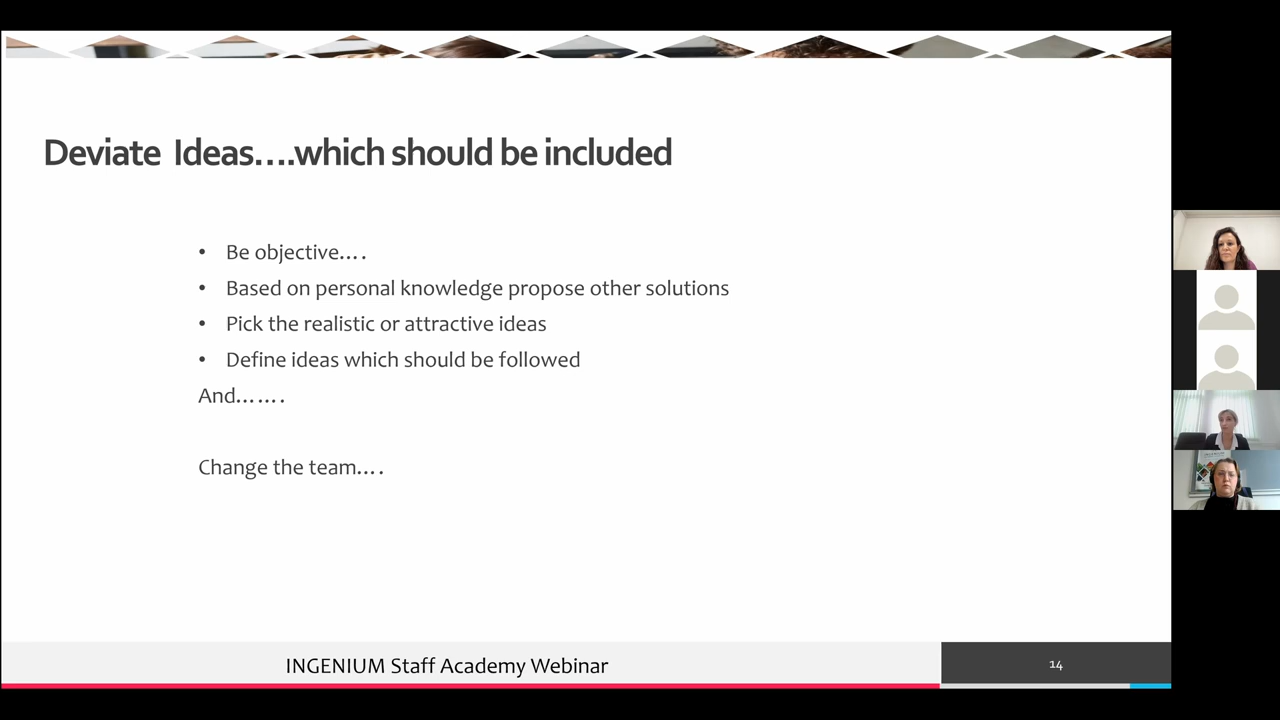 Deviate Ideas....which should be included
• Be objective....
• Based on personal knowledge propose other solutions
• Pick the realistic or attractive ideas
• Define ideas which should be followed
And.......
Change the team....
INGENIUM Staff Academy Webinar
14